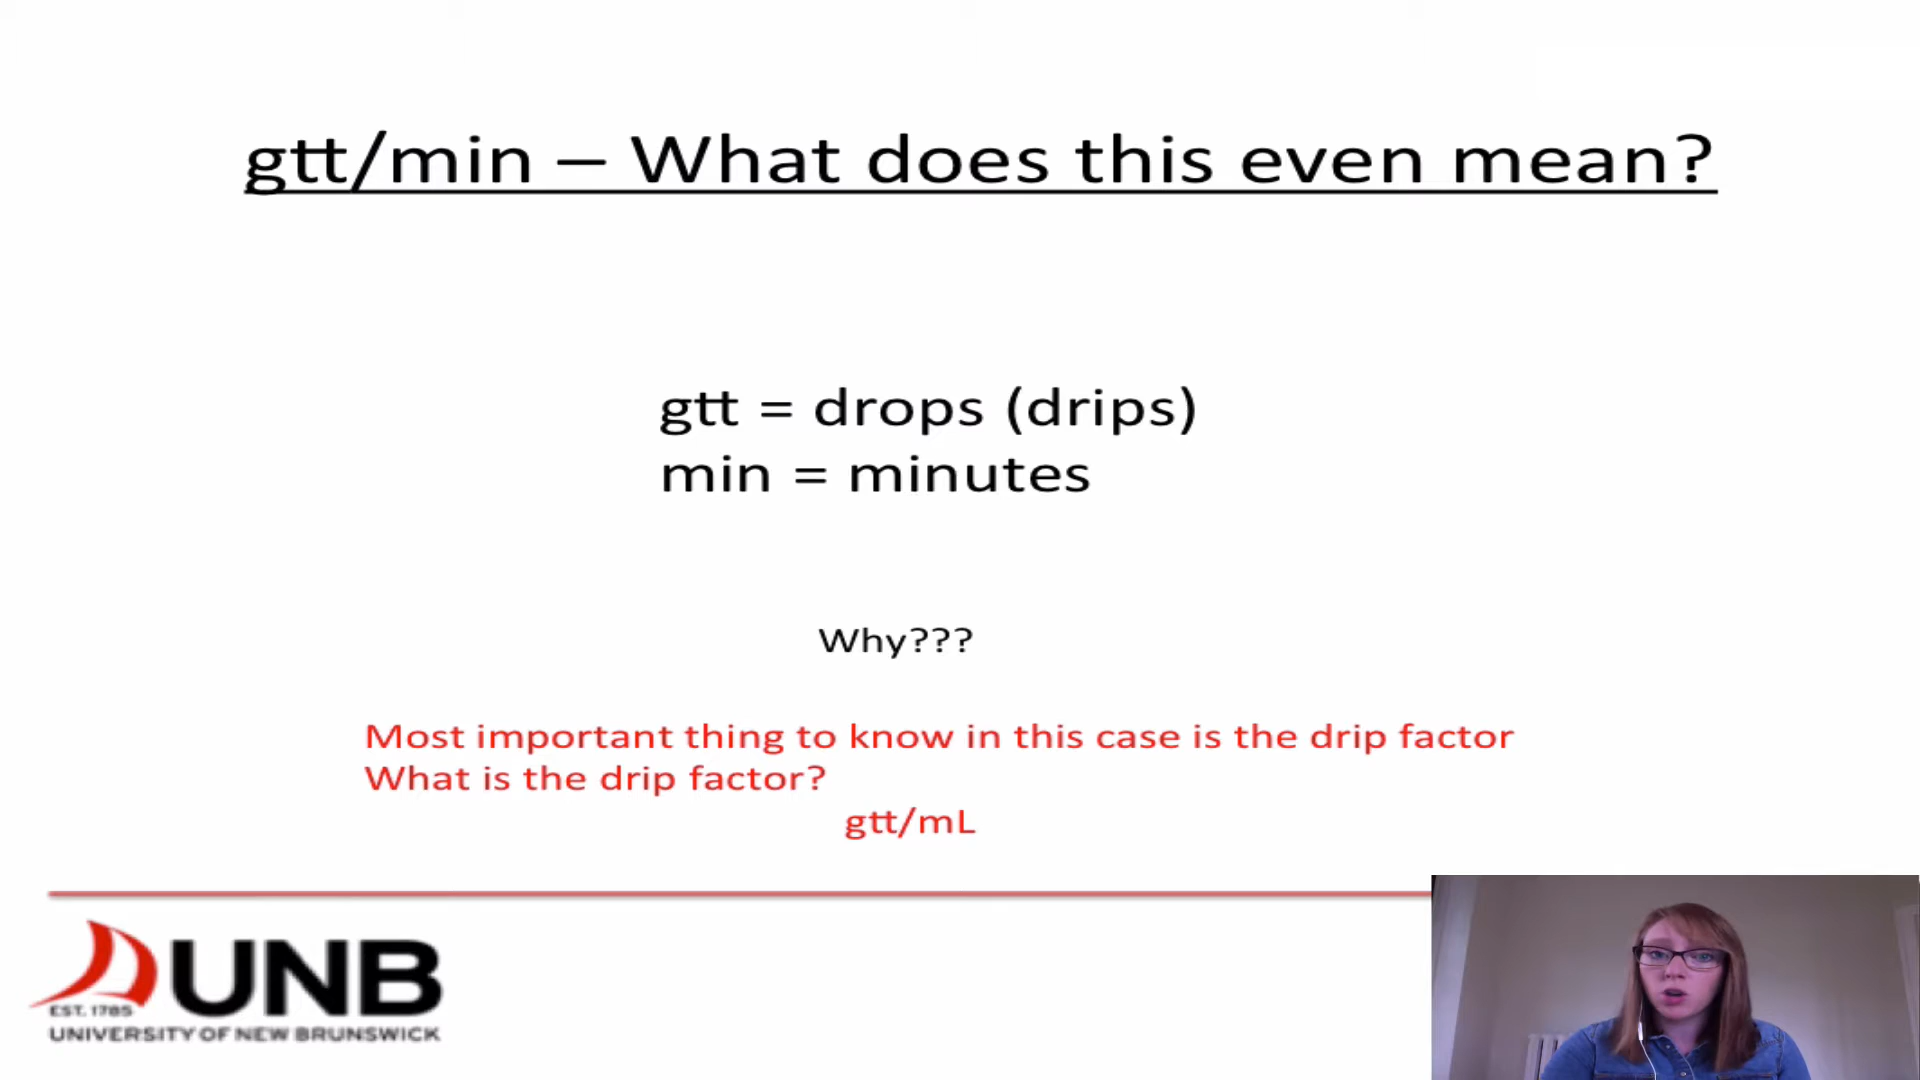 gtt/min – What does this even mean?
gtt = drops (drips)
min = minutes
Why???
Most important thing to know in this case is the drip factor
What is the drip factor?
gtt/mL
UNB
EST. 1785
UNIVERSITY OF NEW BRUNSWICK